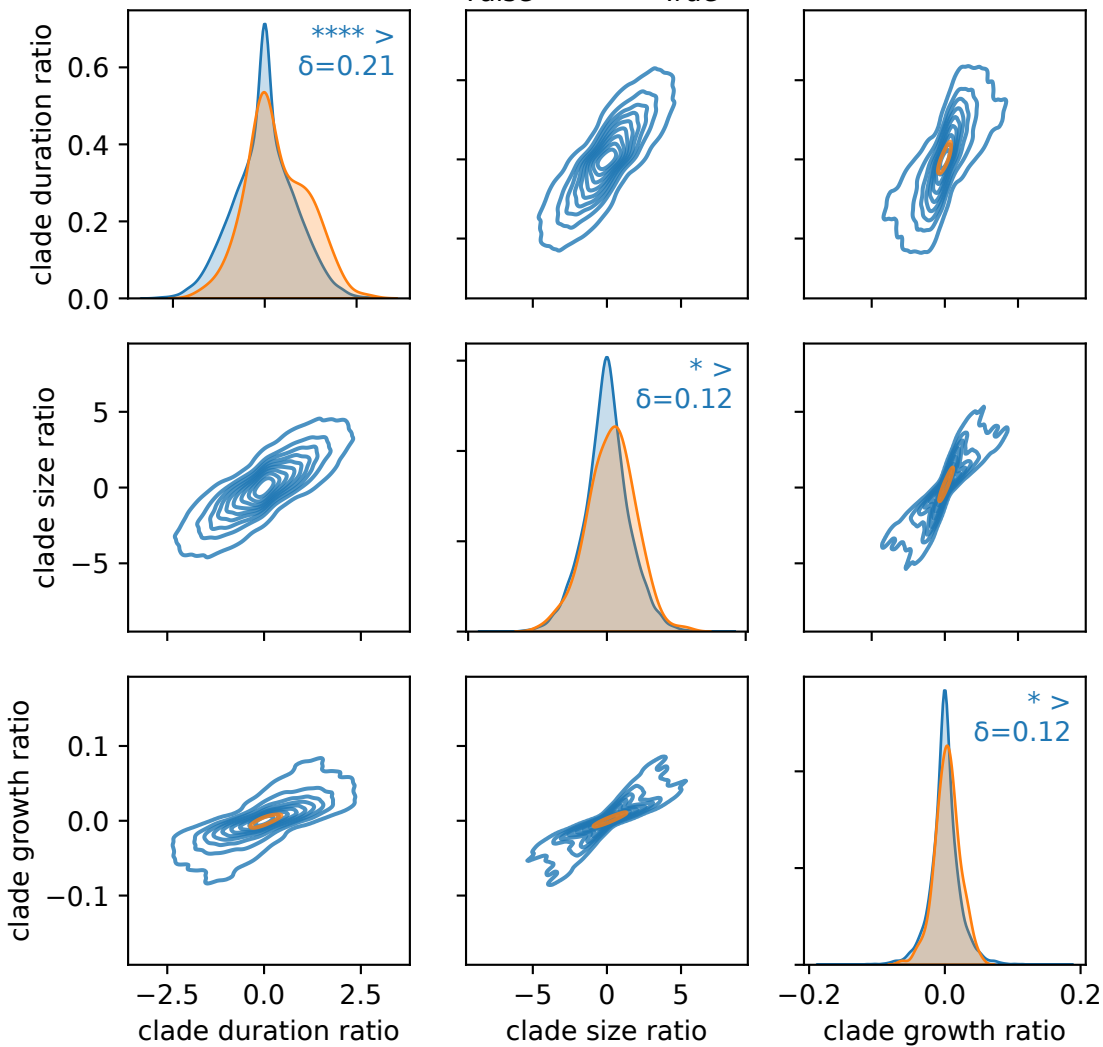 False True
clade duration ratio
0.6
0.4
0.2
0.0
**** >
δ=0.21
clade size ratio
5
0
−5
* >
δ=0.12
clade growth ratio
0.1
0.0
−0.1
* >
δ=0.12
−2.5 0.0 2.5
−5 0 5
−0.2 0.0 0.2
clade duration ratio
clade size ratio
clade growth ratio